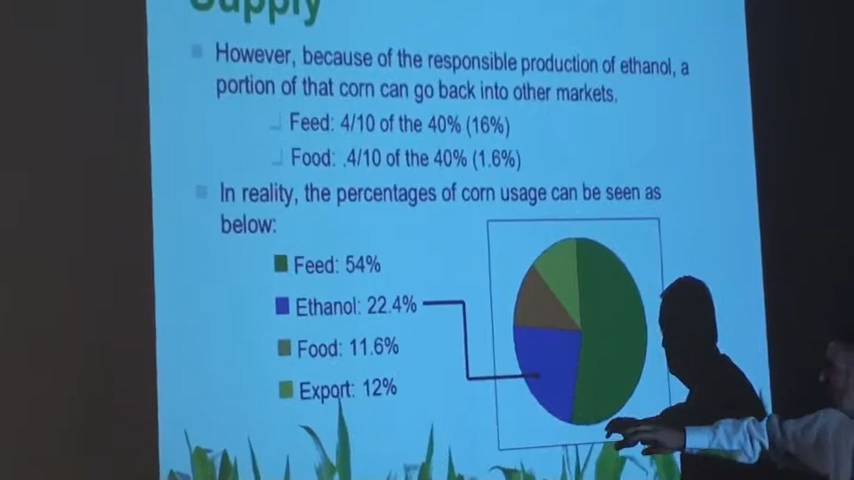 Supply
However, because of the responsible production of ethanol, a
portion of that corn can go back into other markets.
Feed: 4/10 of the 40% (16%)
Food: .4/10 of the 40% (1.6%)
In reality, the percentages of corn usage can be seen as
below:
Feed: 54%
Ethanol: 22.4%
Food: 11.6%
Export: 12%